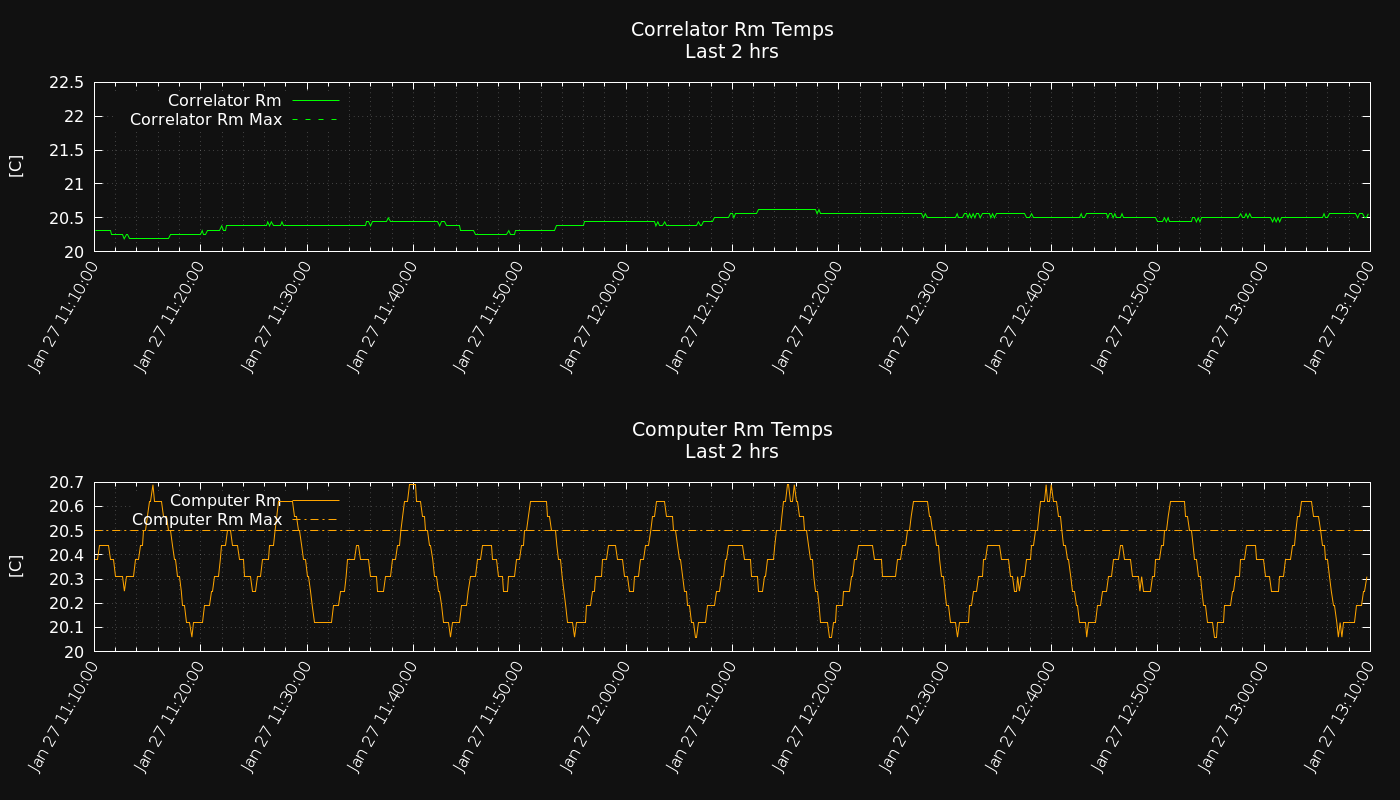 Correlator Rm Temps
Last 2 hrs
[C]
22.5
22
21.5
21
20.5
20
Correlator Rm
Correlator Rm Max
Jan 27 11:10:00
Jan 27 11:20:00
Jan 27 11:30:00
Jan 27 11:40:00
Jan 27 11:50:00
Jan 27 12:00:00
Jan 27 12:10:00
Jan 27 12:20:00
Jan 27 12:30:00
Jan 27 12:40:00
Jan 27 12:50:00
Jan 27 13:00:00
Jan 27 13:10:00
Computer Rm Temps
Last 2 hrs
[C]
20.7
20.6
20.5
20.4
20.3
20.2
20.1
20
Computer Rm
Computer Rm Max
Jan 27 11:10:00
Jan 27 11:20:00
Jan 27 11:30:00
Jan 27 11:40:00
Jan 27 11:50:00
Jan 27 12:00:00
Jan 27 12:10:00
Jan 27 12:20:00
Jan 27 12:30:00
Jan 27 12:40:00
Jan 27 12:50:00
Jan 27 13:00:00
Jan 27 13:10:00